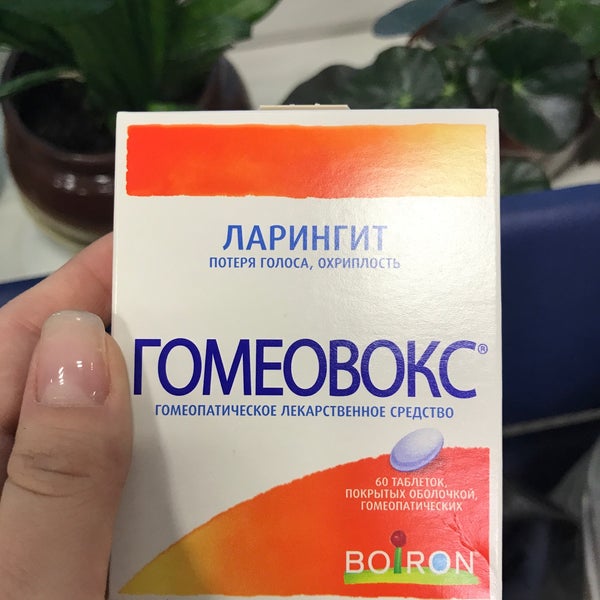 ЛАРИНГИТ
ПОТЕРЯ ГОЛОСА, ОХРИПЛОСТЬ
ГОМЕОВОКС®
ГОМЕОПАТИЧЕСКОЕ ЛЕКАРСТВЕННОЕ СРЕДСТВО
60 ТАБЛЕТОК,
ПОКРЫТЫХ ОБОЛОЧКОЙ,
ГОМЕОПАТИЧЕСКИХ
BOIRON